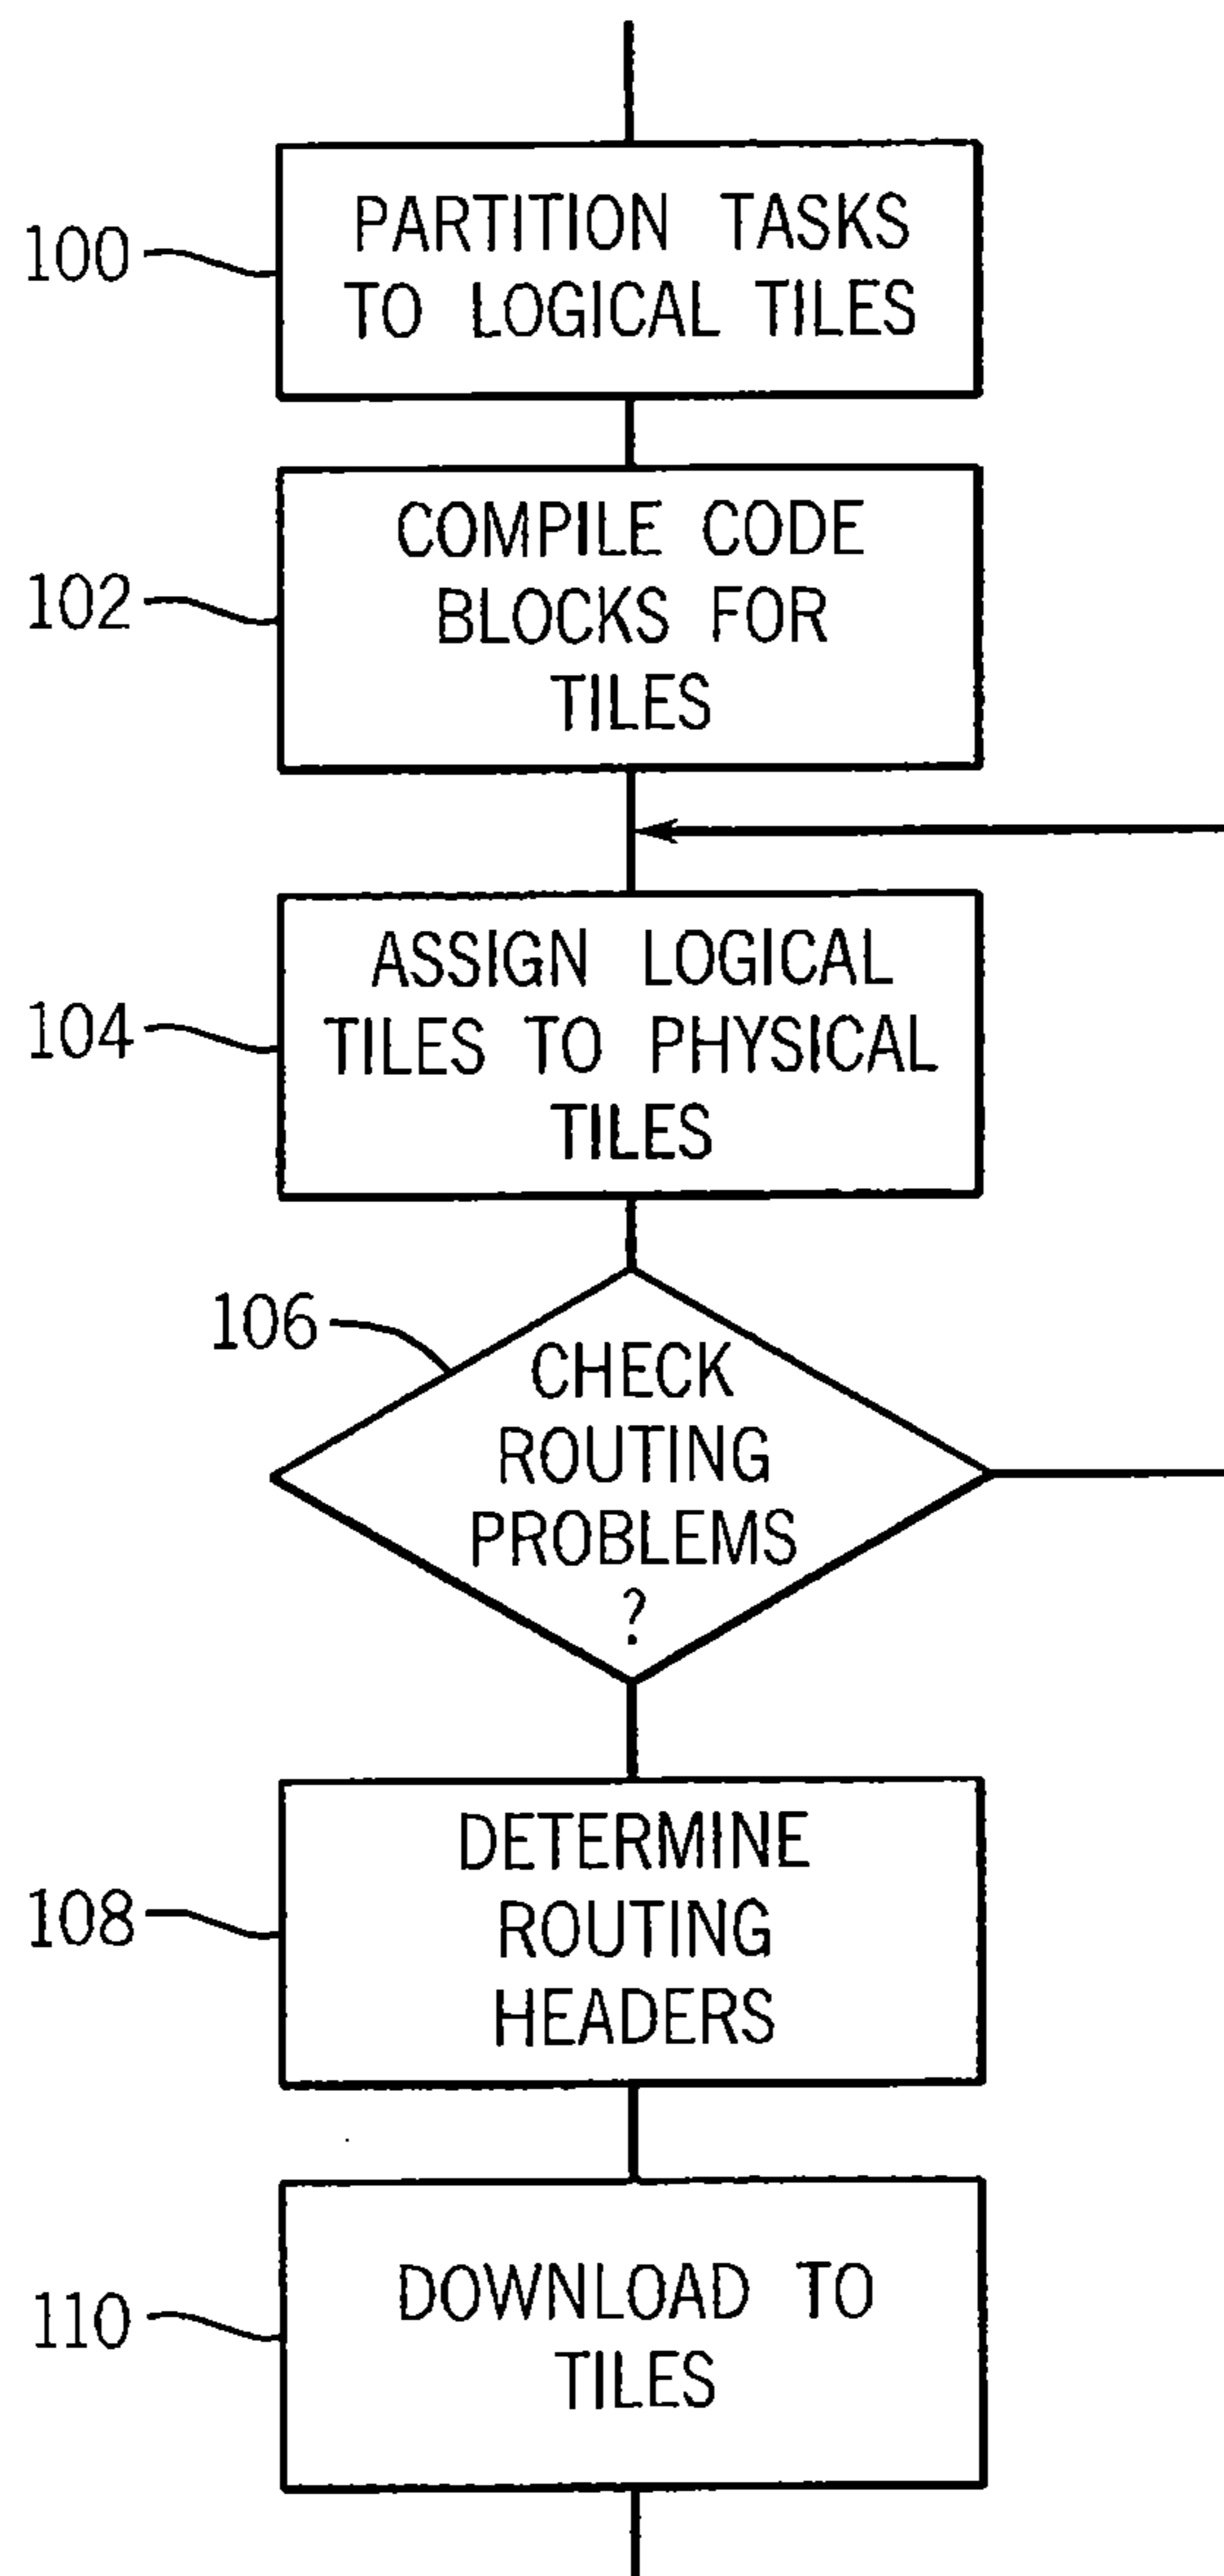 100
PARTITION TASKS
TO LOGICAL TILES
102
COMPILE CODE
BLOCKS FOR
TILES
104
ASSIGN LOGICAL
TILES TO PHYSICAL
TILES
106
CHECK
ROUTING
PROBLEMS
?
108
DETERMINE
ROUTING
HEADERS
110
DOWNLOAD TO
TILES